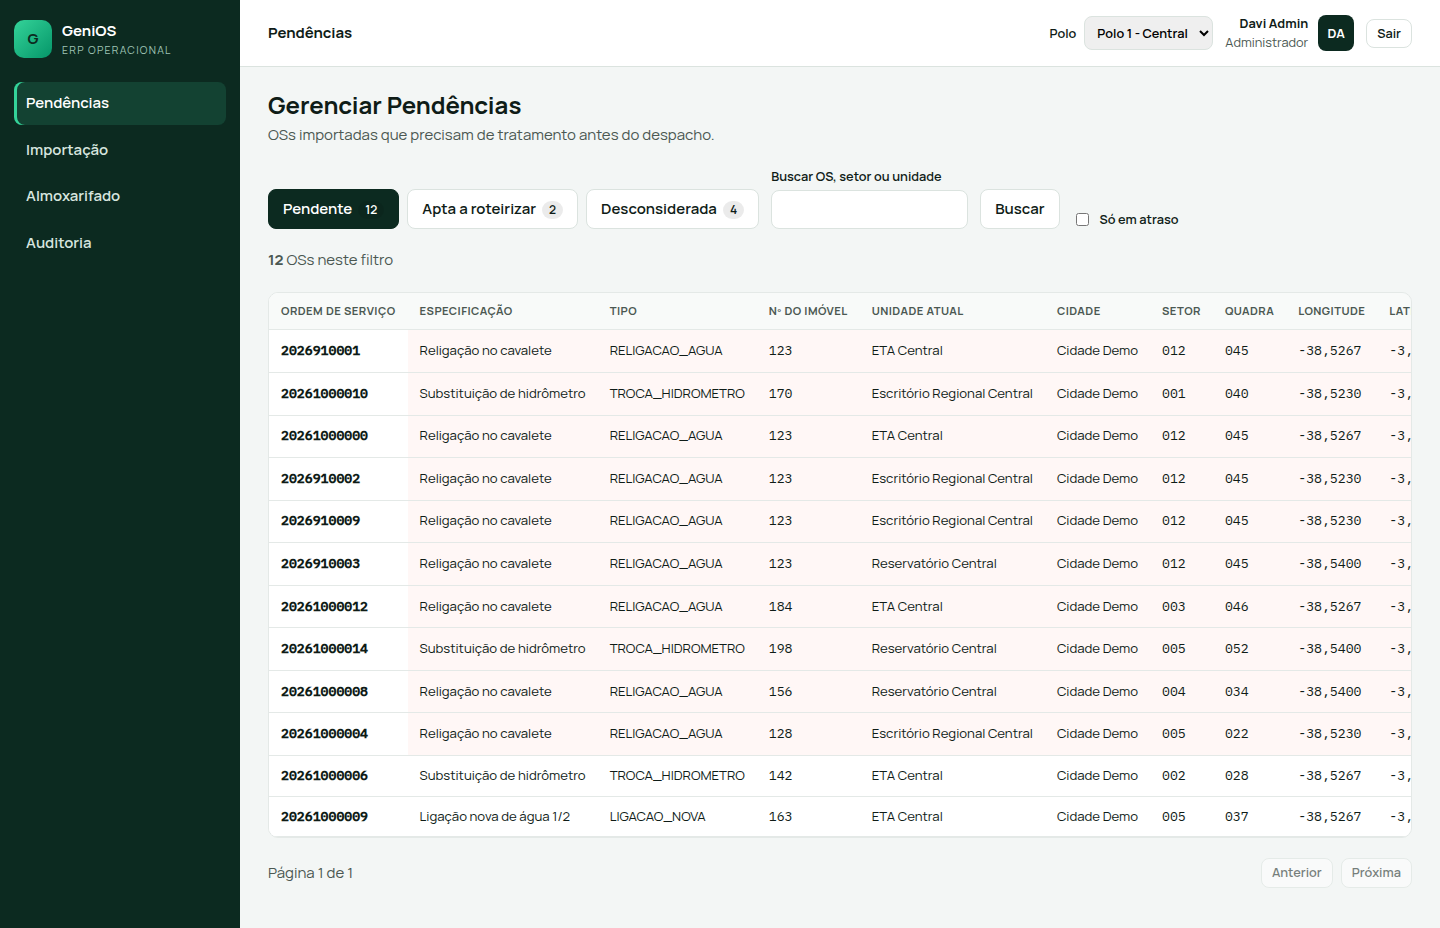 G
GeniOS
ERP OPERACIONAL
Pendências
Importação
Almoxarifado
Auditoria
Pendências
Polo Polo 1 - Central
Davi Admin
Administrador
DA
Sair
Gerenciar Pendências
OSs importadas que precisam de tratamento antes do despacho.
Buscar OS, setor ou unidade
Pendente 12 Apta a roteirizar 2 Desconsiderada 4 Buscar Só em atraso
12 OSs neste filtro
ORDEM DE SERVIÇO ESPECIFICAÇÃO TIPO Nº DO IMÓVEL UNIDADE ATUAL CIDADE SETOR QUADRA LONGITUDE LAT
2026910001 Religação no cavalete RELIGACAO_AGUA 123 ETA Central Cidade Demo 012 045 -38,5267 -3,
20261000010 Substituição de hidrômetro TROCA_HIDROMETRO 170 Escritório Regional Central Cidade Demo 001 040 -38,5230 -3,
20261000000 Religação no cavalete RELIGACAO_AGUA 123 ETA Central Cidade Demo 012 045 -38,5267 -3,
2026910002 Religação no cavalete RELIGACAO_AGUA 123 Escritório Regional Central Cidade Demo 012 045 -38,5230 -3,
2026910009 Religação no cavalete RELIGACAO_AGUA 123 Escritório Regional Central Cidade Demo 012 045 -38,5230 -3,
2026910003 Religação no cavalete RELIGACAO_AGUA 123 Reservatório Central Cidade Demo 012 045 -38,5400 -3,
20261000012 Religação no cavalete RELIGACAO_AGUA 184 ETA Central Cidade Demo 003 046 -38,5267 -3,
20261000014 Substituição de hidrômetro TROCA_HIDROMETRO 198 Reservatório Central Cidade Demo 005 052 -38,5400 -3,
20261000008 Religação no cavalete RELIGACAO_AGUA 156 Reservatório Central Cidade Demo 004 034 -38,5400 -3,
20261000004 Religação no cavalete RELIGACAO_AGUA 128 Escritório Regional Central Cidade Demo 005 022 -38,5230 -3,
20261000006 Substituição de hidrômetro TROCA_HIDROMETRO 142 ETA Central Cidade Demo 002 028 -38,5267 -3,
20261000009 Ligação nova de água 1/2 LIGACAO_NOVA 163 ETA Central Cidade Demo 005 037 -38,5267 -3,
Página 1 de 1
Anterior Próxima